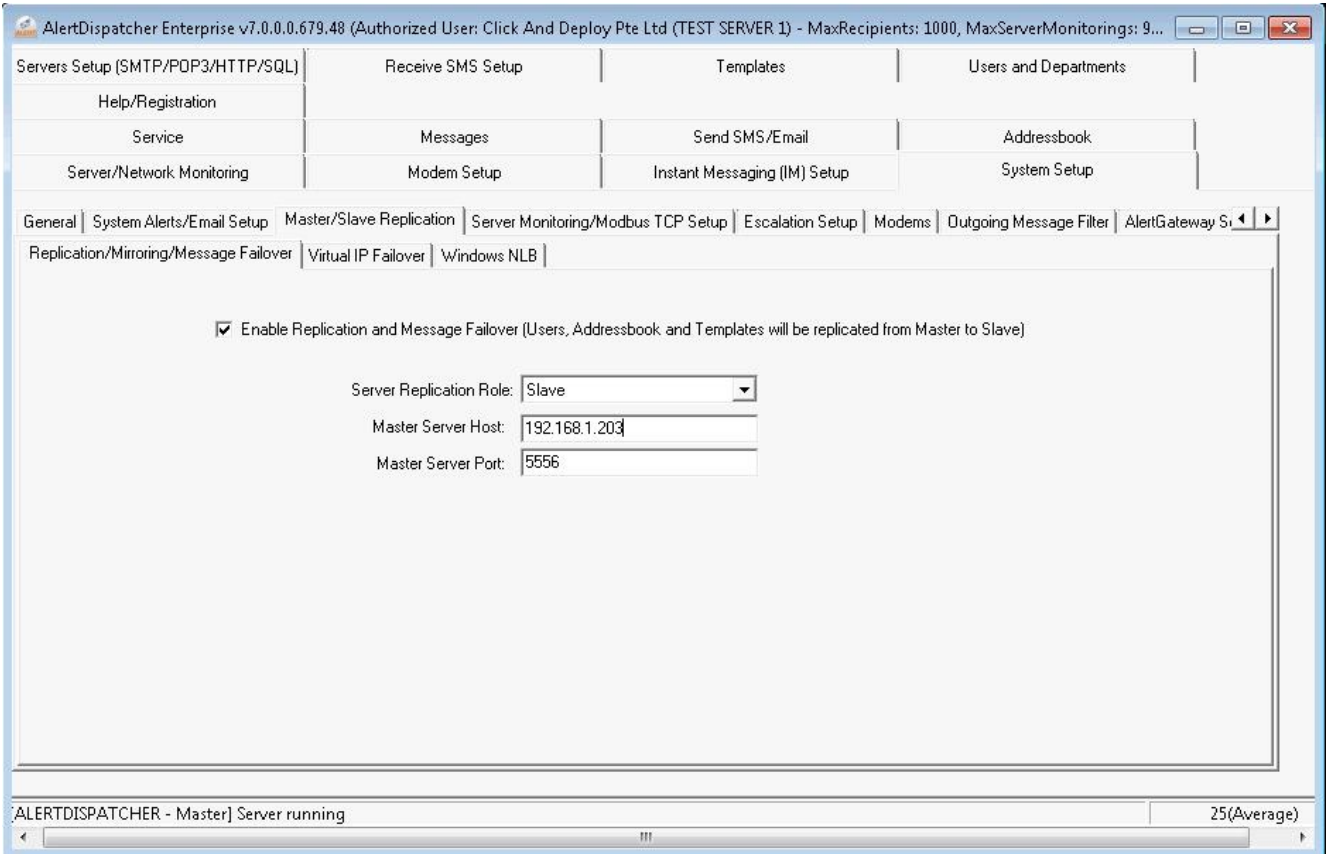 AlertDispatcher Enterprise v7.0.0.0.679.48 (Authorized User: Click And Deploy Pte Ltd (TEST SERVER 1) - MaxRecipients: 1000, MaxServerMonitorings: 9...
Servers Setup (SMTP/POP3/HTTP/SQL) Receive SMS Setup Templates Users and Departments
Help/Registration
Service Messages Send SMS/Email Addressbook
Server/Network Monitoring Modem Setup Instant Messaging (IM) Setup System Setup
General System Alerts/Email Setup Master/Slave Replication Server Monitoring/Modbus TCP Setup Escalation Setup Modems Outgoing Message Filter AlertGateway
Replication/Mirroring/Message Failover Virtual IP Failover Windows NLB
Enable Replication and Message Failover (Users, Addressbook and Templates will be replicated from Master to Slave)
Server Replication Role: Slave
Master Server Host: 192.168.1.203
Master Server Port: 5556
[ALERTDISPATCHER - Master] Server running 25(Average)